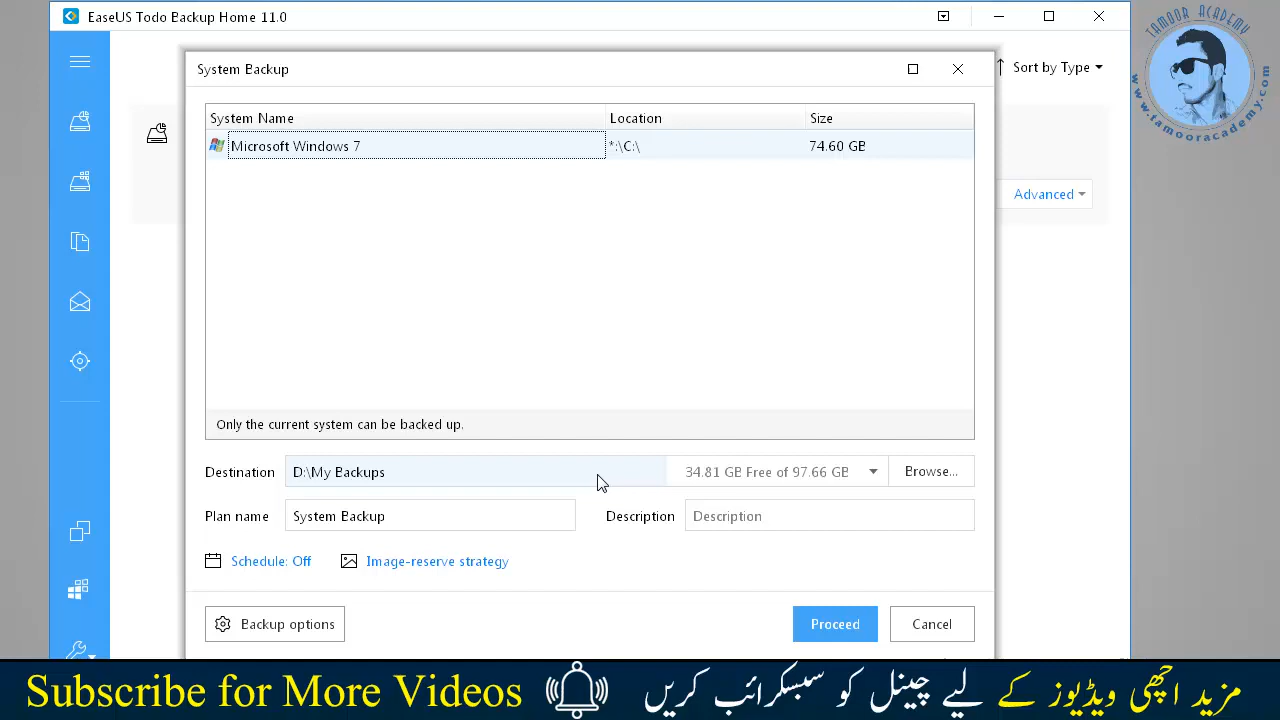 EaseUS Todo Backup Home 11.0
TAMOOR ACADEMY
www.tamooracademy.com
System Backup
Sort by Type
System Name Location Size
Microsoft Windows 7 *:\C:\ 74.60 GB
Advanced
Only the current system can be backed up.
Destination D:\My Backups 34.81 GB Free of 97.66 GB Browse...
Plan name System Backup Description Description
Schedule: Off Image-reserve strategy
Backup options Proceed Cancel
Subscribe for More Videos مزید اچھی ویڈیوز کے لیے چینل کو سبسکرائب کریں